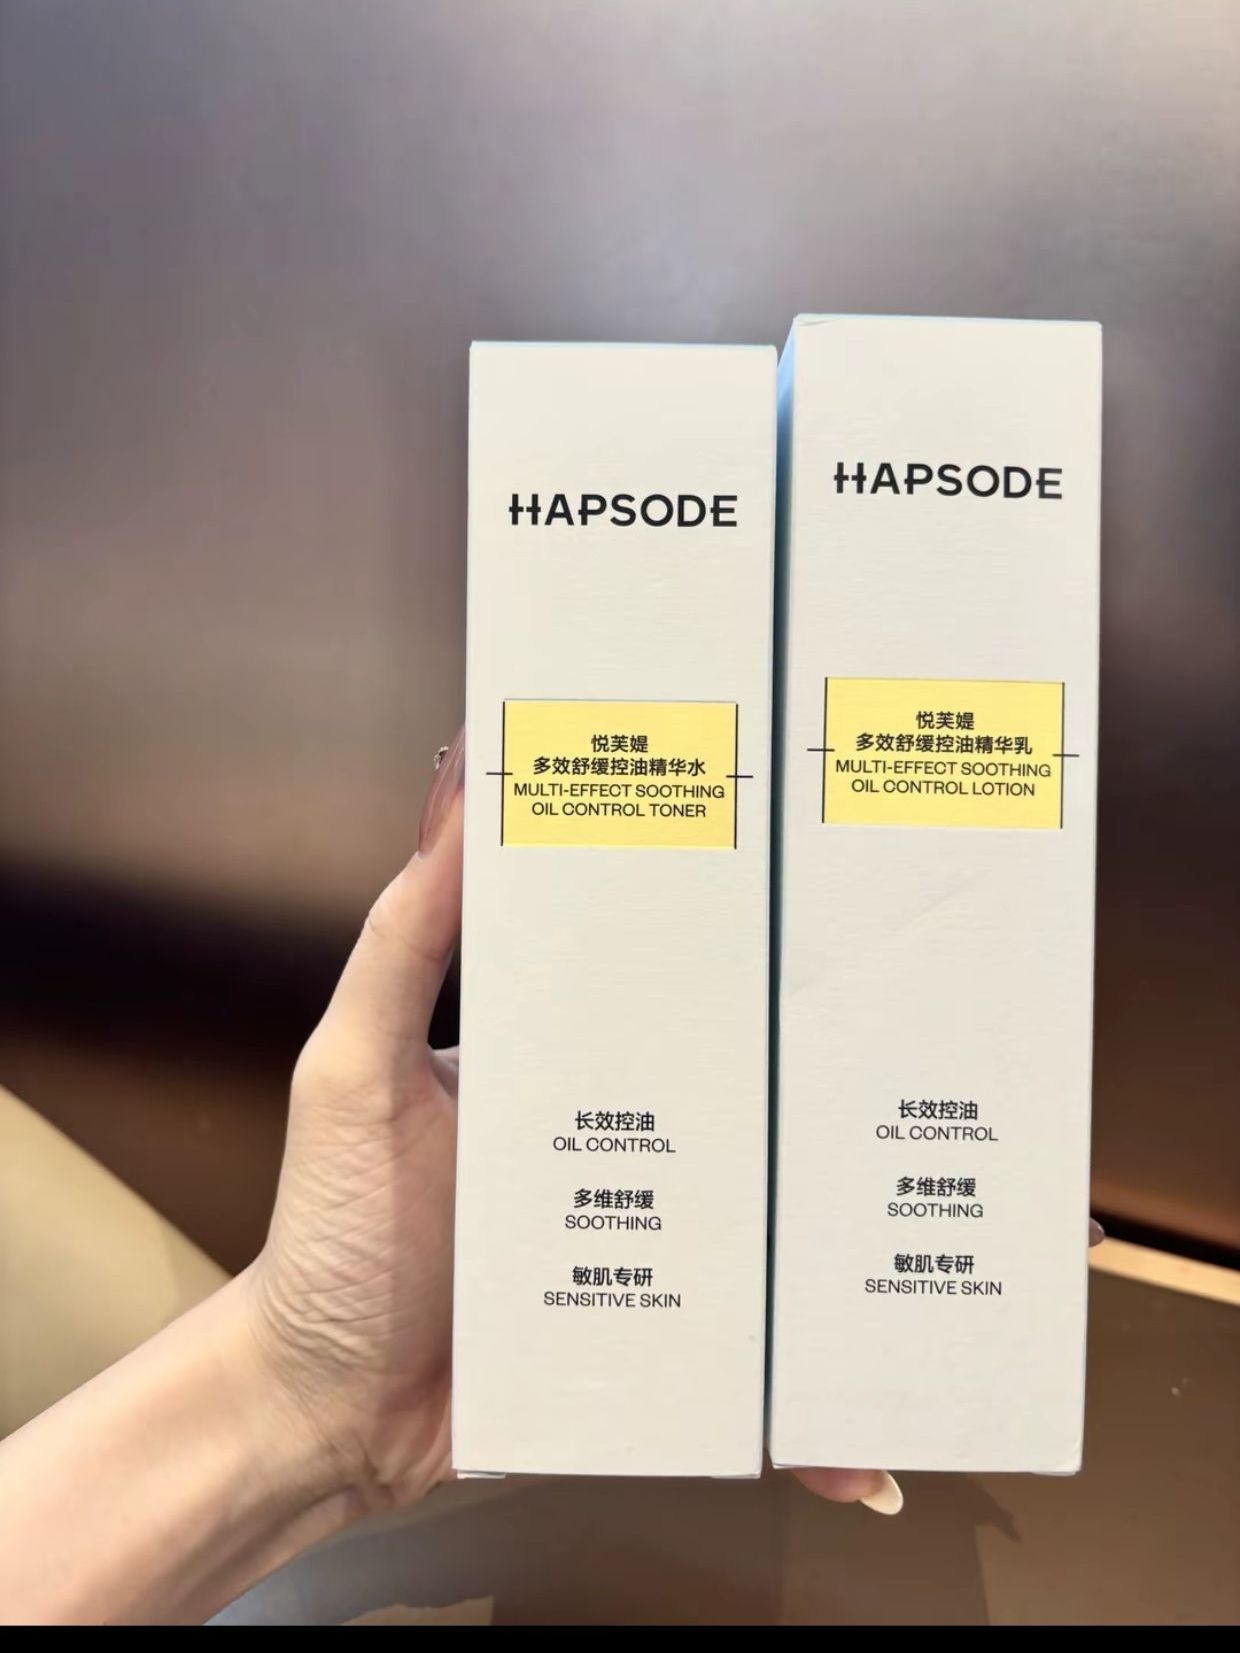 HAPSODE
悦芙媞
多效舒缓控油精华水
MULTI-EFFECT SOOTHING
OIL CONTROL TONER
长效控油
OIL CONTROL
多维舒缓
SOOTHING
敏肌专研
SENSITIVE SKIN
HAPSODE
悦芙媞
多效舒缓控油精华乳
MULTI-EFFECT SOOTHING
OIL CONTROL LOTION
长效控油
OIL CONTROL
多维舒缓
SOOTHING
敏肌专研
SENSITIVE SKIN